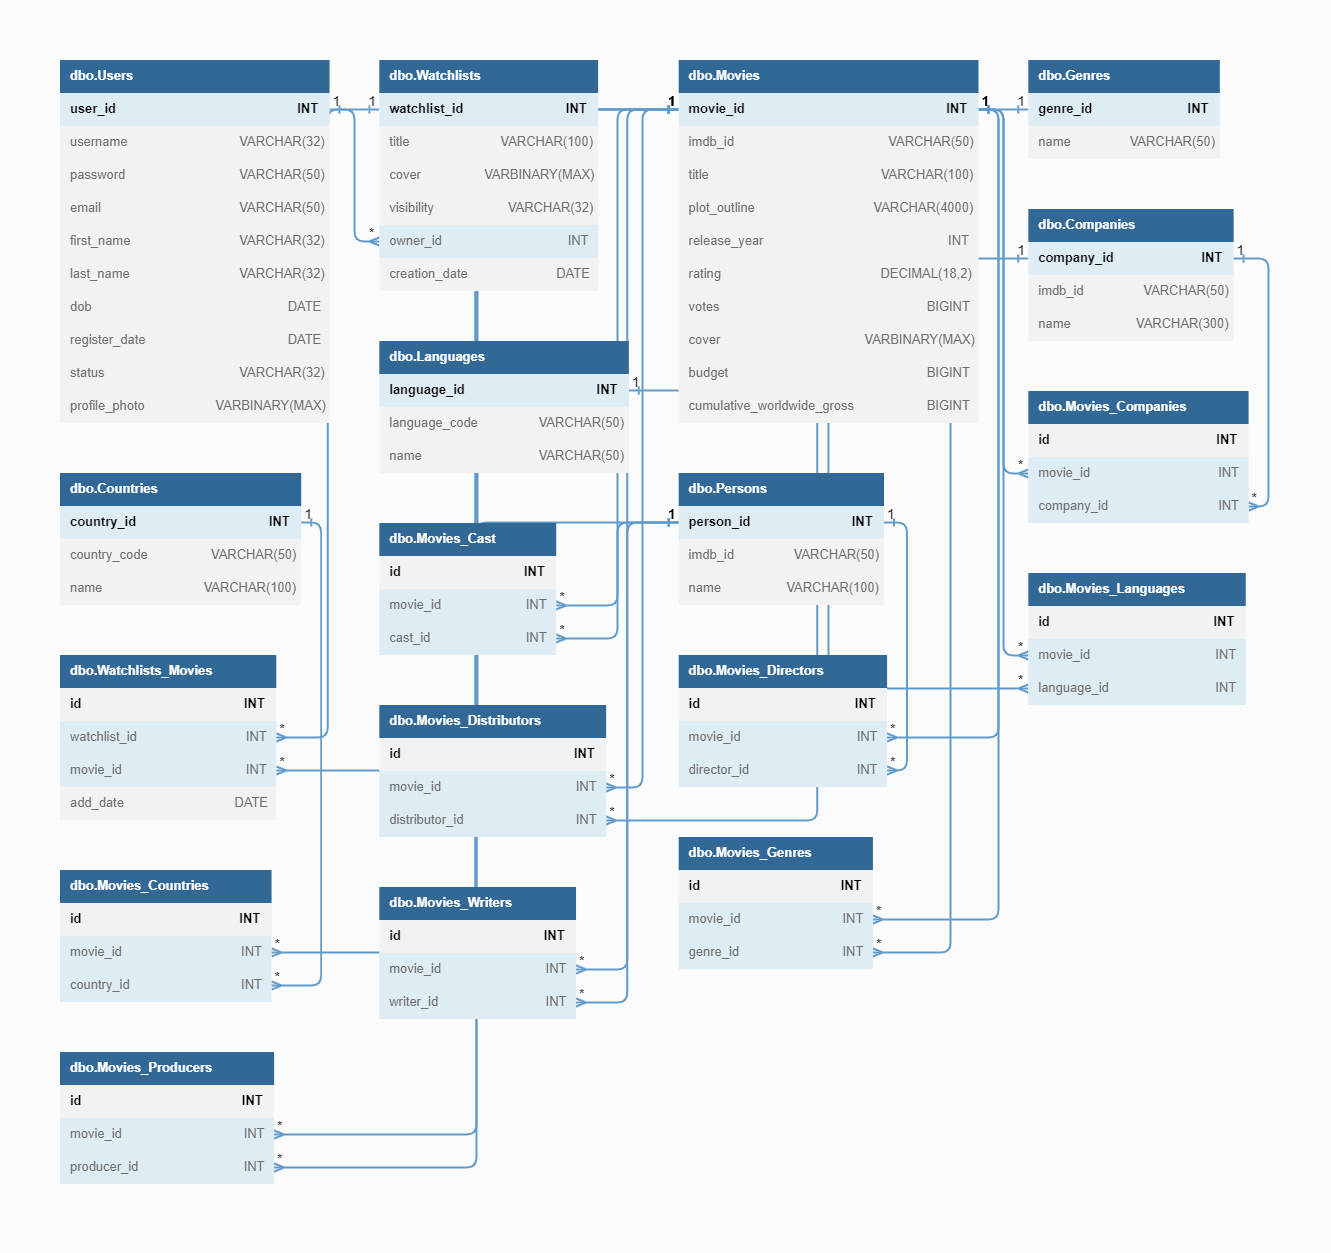 dbo.Users
user_id INT
username VARCHAR(32)
password VARCHAR(50)
email VARCHAR(50)
first_name VARCHAR(32)
last_name VARCHAR(32)
dob DATE
register_date DATE
status VARCHAR(32)
profile_photo VARBINARY(MAX)
1
1
dbo.Watchlists
watchlist_id INT
title VARCHAR(100)
cover VARBINARY(MAX)
visibility VARCHAR(32)
* owner_id INT
creation_date DATE
1
dbo.Movies
movie_id INT
imdb_id VARCHAR(50)
title VARCHAR(100)
plot_outline VARCHAR(4000)
release_year INT
rating DECIMAL(18,2)
votes BIGINT
cover VARBINARY(MAX)
budget BIGINT
cumulative_worldwide_gross BIGINT
1
1
dbo.Genres
genre_id INT
name VARCHAR(50)
dbo.Companies
1 company_id INT 1
imdb_id VARCHAR(50)
name VARCHAR(300)
dbo.Languages
language_id INT 1
language_code VARCHAR(50)
name VARCHAR(50)
dbo.Movies_Companies
id INT
* movie_id INT
company_id INT *
dbo.Countries
country_id INT 1
country_code VARCHAR(50)
name VARCHAR(100)
dbo.Persons
1 person_id INT 1
imdb_id VARCHAR(50)
name VARCHAR(100)
dbo.Movies_Cast
id INT
movie_id INT *
cast_id INT *
dbo.Movies_Languages
id INT
* movie_id INT
* language_id INT
dbo.Watchlists_Movies
id INT
watchlist_id INT *
movie_id INT *
add_date DATE
dbo.Movies_Distributors
id INT
movie_id INT *
distributor_id INT *
dbo.Movies_Directors
id INT
movie_id INT *
director_id INT *
dbo.Movies_Genres
id INT
movie_id INT *
genre_id INT *
dbo.Movies_Countries
id INT
movie_id INT *
country_id INT *
dbo.Movies_Writers
id INT
movie_id INT *
writer_id INT *
dbo.Movies_Producers
id INT
movie_id INT *
producer_id INT *